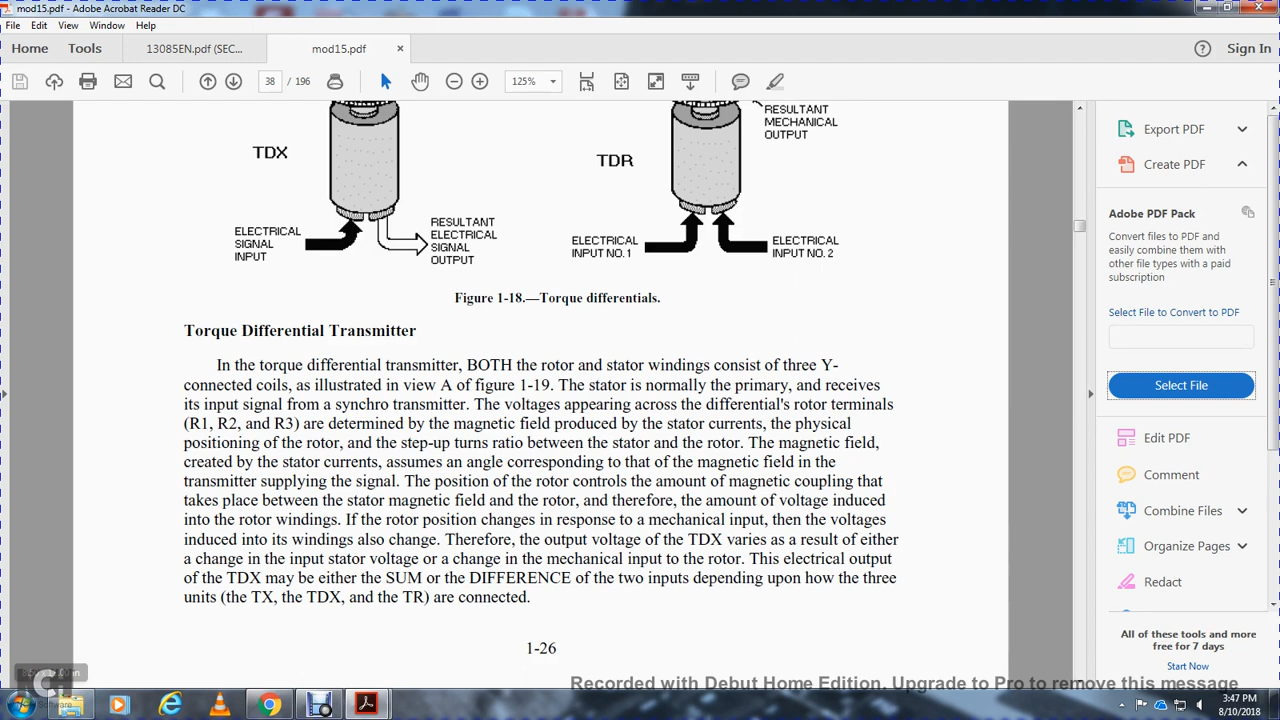 mod15.pdf - Adobe Acrobat Reader DC
File Edit View Window Help
Home Tools 13085EN.pdf (SEC... mod15.pdf × Sign In
38 / 196 125%
RESULTANT
MECHANICAL
OUTPUT
TDX
TDR
ELECTRICAL
SIGNAL
INPUT
RESULTANT
ELECTRICAL
SIGNAL
OUTPUT
ELECTRICAL
INPUT NO.1
ELECTRICAL
INPUT NO.2
Figure 1-18.—Torque differentials.
Torque Differential Transmitter
In the torque differential transmitter, BOTH the rotor and stator windings consist of three Y-
connected coils, as illustrated in view A of figure 1-19. The stator is normally the primary, and receives
its input signal from a synchro transmitter. The voltages appearing across the differential's rotor terminals
(R1, R2, and R3) are determined by the magnetic field produced by the stator currents, the physical
positioning of the rotor, and the step-up turns ratio between the stator and the rotor. The magnetic field,
created by the stator currents, assumes an angle corresponding to that of the magnetic field in the
transmitter supplying the signal. The position of the rotor controls the amount of magnetic coupling that
takes place between the stator magnetic field and the rotor, and therefore, the amount of voltage induced
into the rotor windings. If the rotor position changes in response to a mechanical input, then the voltages
induced into its windings also change. Therefore, the output voltage of the TDX varies as a result of either
a change in the input stator voltage or a change in the mechanical input to the rotor. This electrical output
of the TDX may be either the SUM or the DIFFERENCE of the two inputs depending upon how the three
units (the TX, the TDX, and the TR) are connected.
1-26
Export PDF
Create PDF
Adobe PDF Pack
Convert files to PDF and
easily combine them with
other file types with a paid
subscription
Select File to Convert to PDF
Select File
Edit PDF
Comment
Combine Files
Organize Pages
Redact
All of these tools and more
free for 7 days
Start Now
Recorded with Debut Home Edition. Upgrade to Pro to remove this message
3:47 PM
8/10/2018